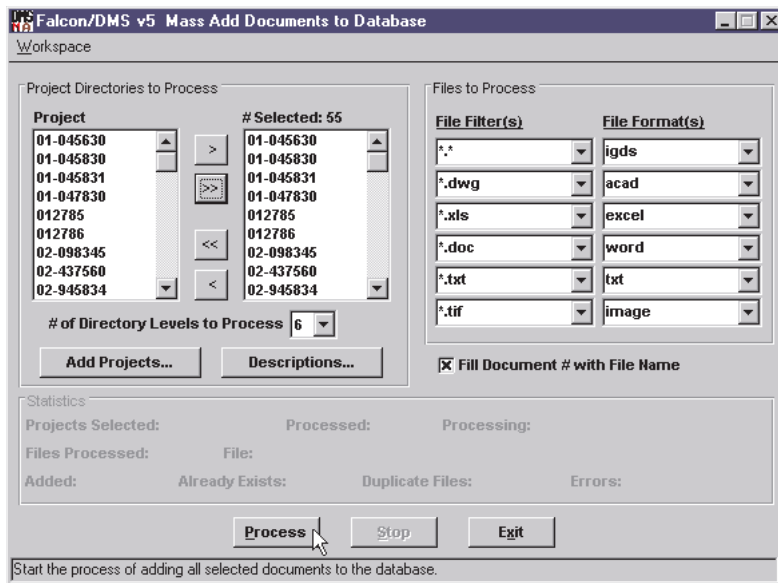 Falcon/DMS v5 Mass Add Documents to Database
Workspace
Project Directories to Process
Project
# Selected: 55
01-045630
01-045830
01-045831
01-047830
012785
012786
02-098345
02-437560
02-945834
>
>>
<<
<
01-045630
01-045830
01-045831
01-047830
012785
012786
02-098345
02-437560
02-945834
# of Directory Levels to Process 6
Add Projects... Descriptions...
Files to Process
File Filter(s) File Format(s)
*.* igds
*.dwg acad
*.xls excel
*.doc word
*.txt txt
*.tif image
Fill Document # with File Name
Statistics
Projects Selected: Processed: Processing:
Files Processed: File:
Added: Already Exists: Duplicate Files: Errors:
Process Stop Exit
Start the process of adding all selected documents to the database.